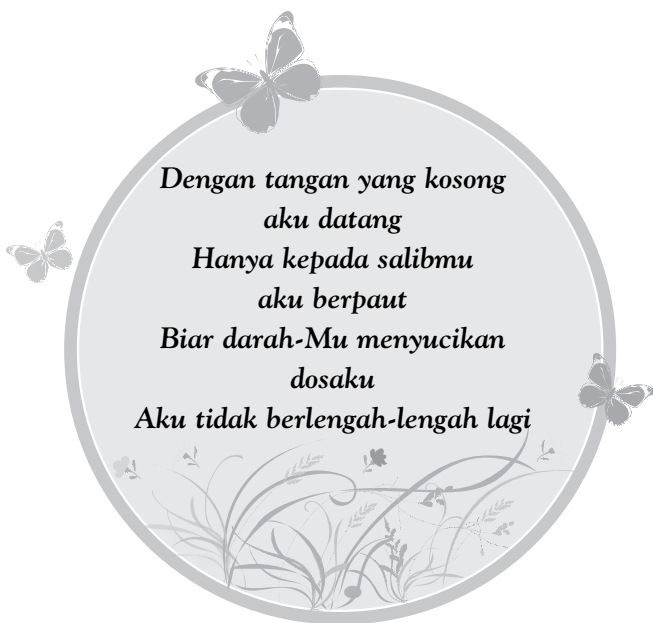 Dengan tangan yang kosong
aku datang
Hanya kepada salibmu
aku berpaut
Biar darah-Mu menyucikan
dosaku
Aku tidak berlengah-lengah lagi